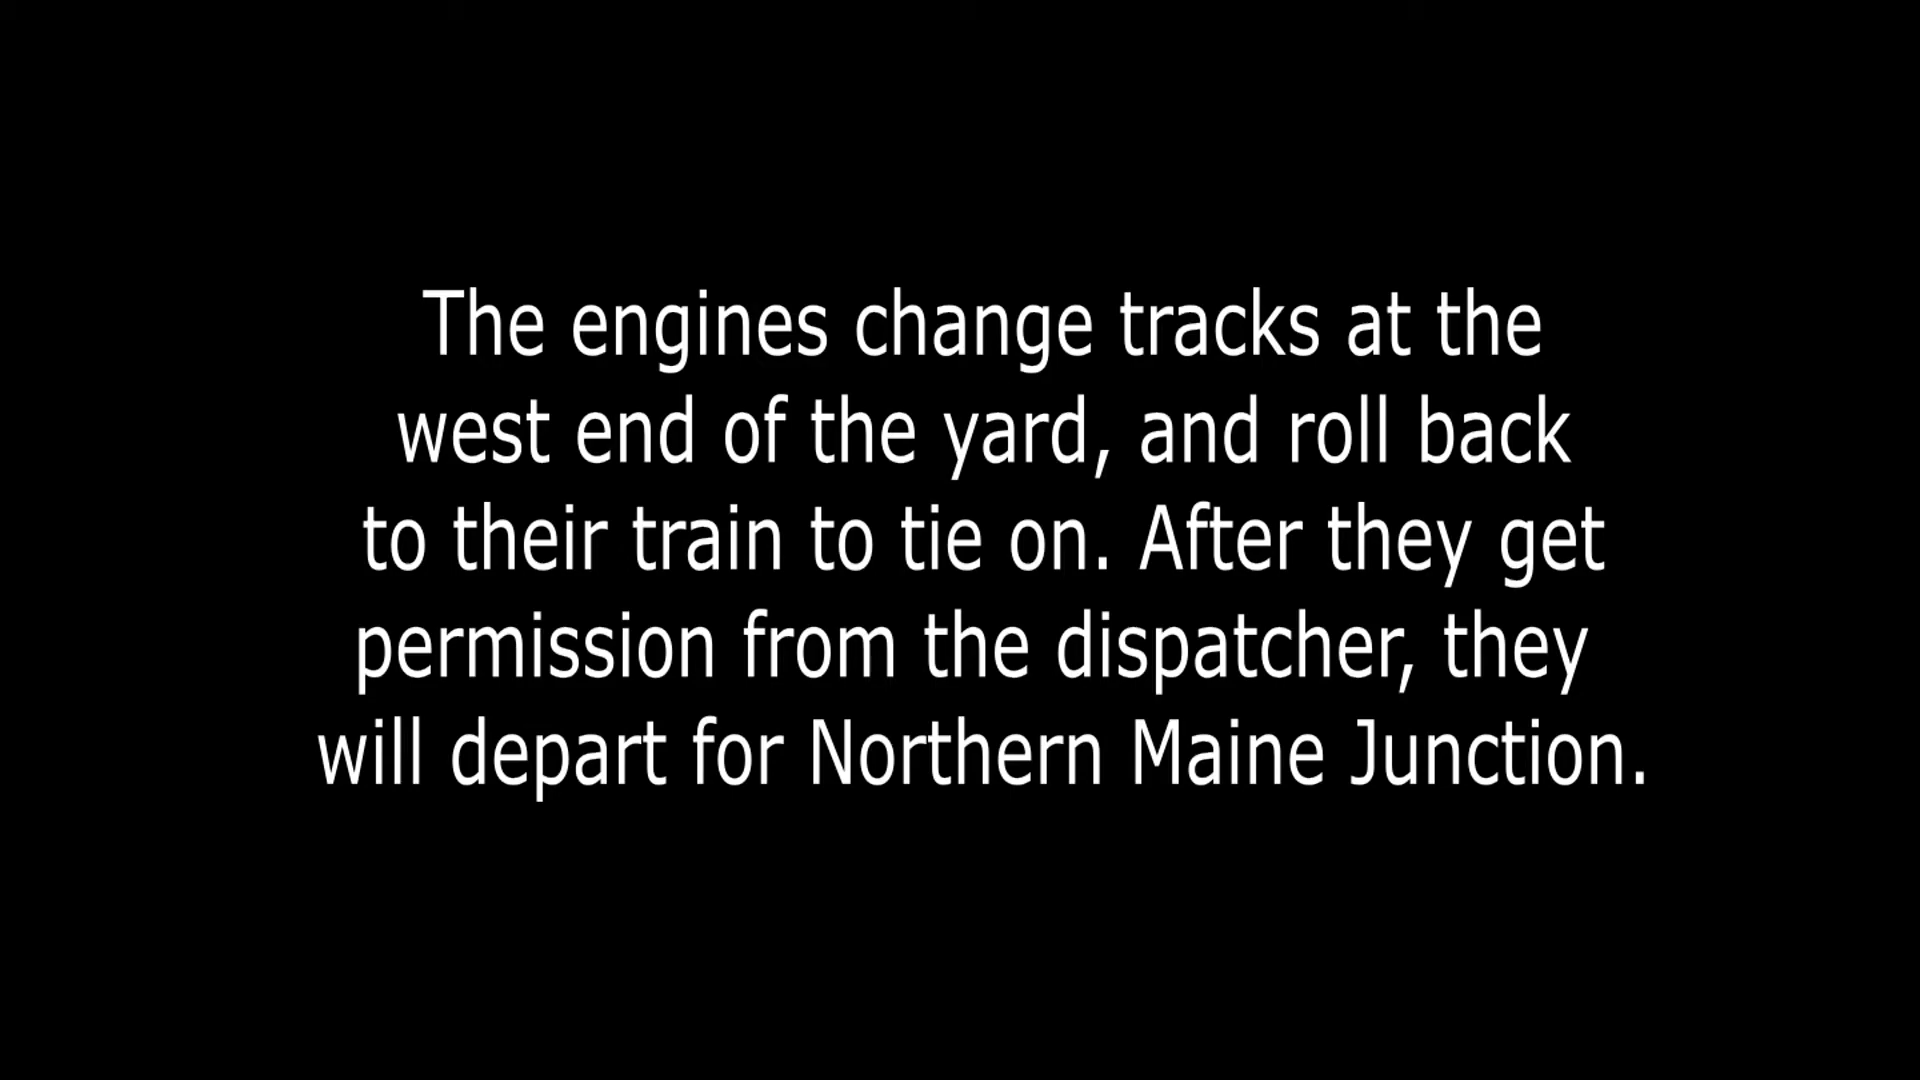 The engines change tracks at the
west end of the yard, and roll back
to their train to tie on. After they get
permission from the dispatcher, they
will depart for Northern Maine Junction.